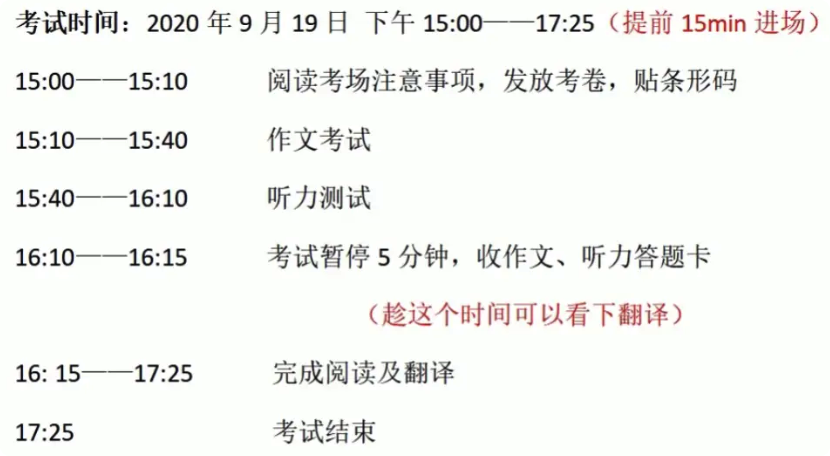 考试时间：2020 年 9 月 19 日 下午 15:00——17:25（提前 15min 进场）
15:00——15:10 阅读考场注意事项，发放考卷，贴条形码
15:10——15:40 作文考试
15:40——16:10 听力测试
16:10——16:15 考试暂停 5 分钟，收作文、听力答题卡
（趁这个时间可以看下翻译）
16: 15——17:25 完成阅读及翻译
17:25 考试结束